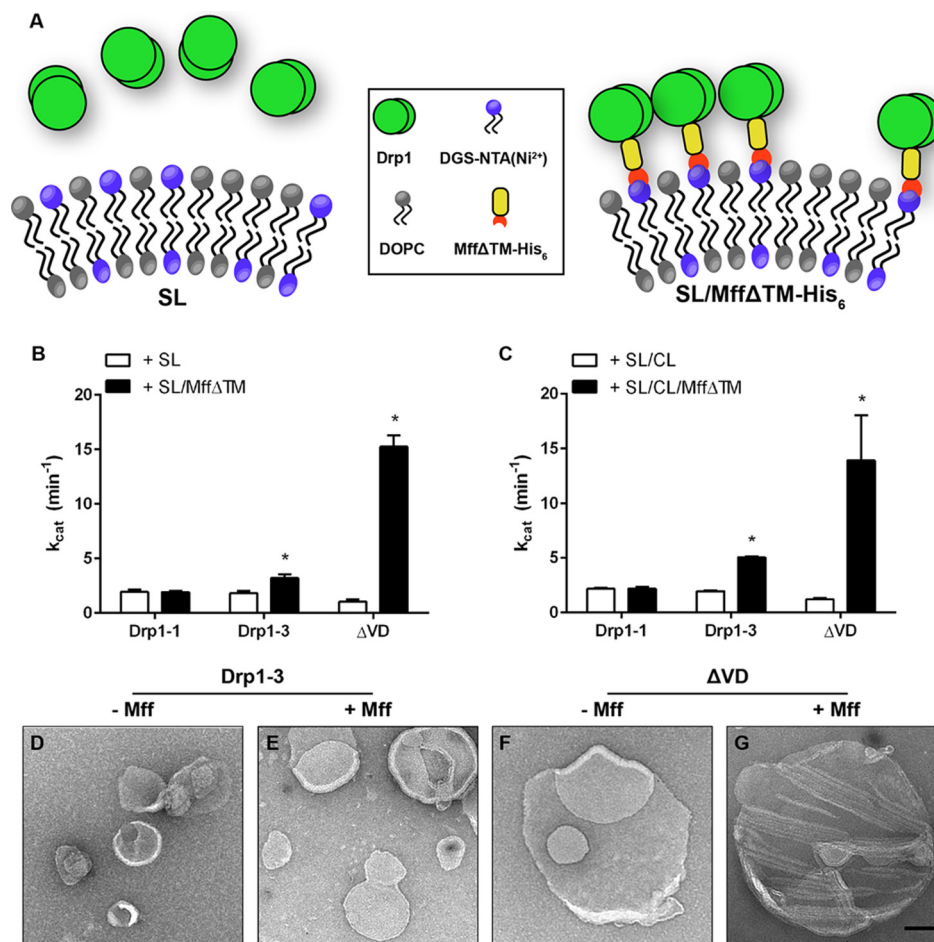 A
Drp1
DGS-NTA(Ni²⁺)
DOPC
MffΔTM-His₆
SL
SL/MffΔTM-His₆
B
+ SL
+ SL/MffΔTM
20
15
10
5
0
kcat (min⁻¹)
*
*
Drp1-1
Drp1-3
ΔVD
C
+ SL/CL
+ SL/CL/MffΔTM
20
15
10
5
0
kcat (min⁻¹)
*
*
Drp1-1
Drp1-3
ΔVD
Drp1-3
- Mff
+ Mff
ΔVD
- Mff
+ Mff
D
E
F
G